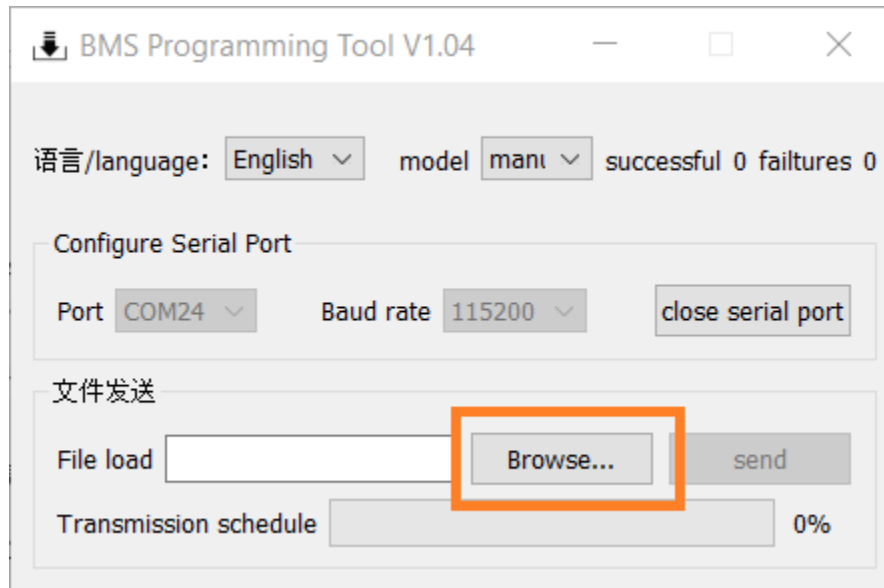 BMS Programming Tool V1.04
语言/language: English model manu successful 0 failtures 0
Configure Serial Port
Port COM24 Baud rate 115200 close serial port
文件发送
File load Browse... send
Transmission schedule 0%